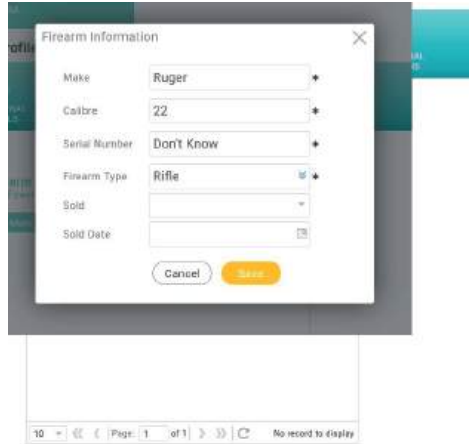 Firearm Information
Make Ruger *
Calibre 22 *
Serial Number Don't Know *
Firearm Type Rifle *
Sold
Sold Date
Cancel Save
10 Page: 1 of 1 No record to display